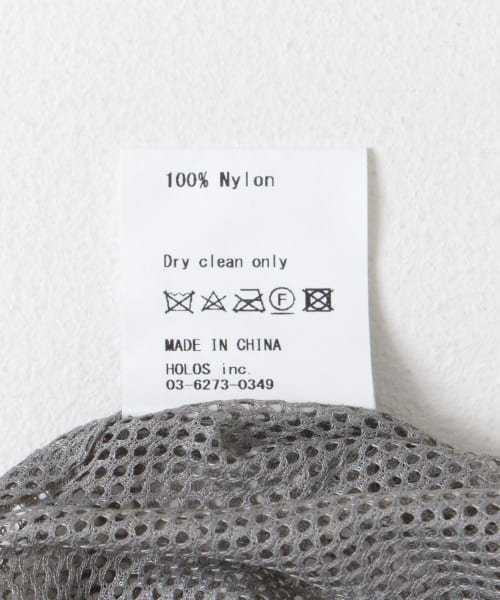 100% Nylon
Dry clean only
F
MADE IN CHINA
HOLOS inc.
03-6273-0349